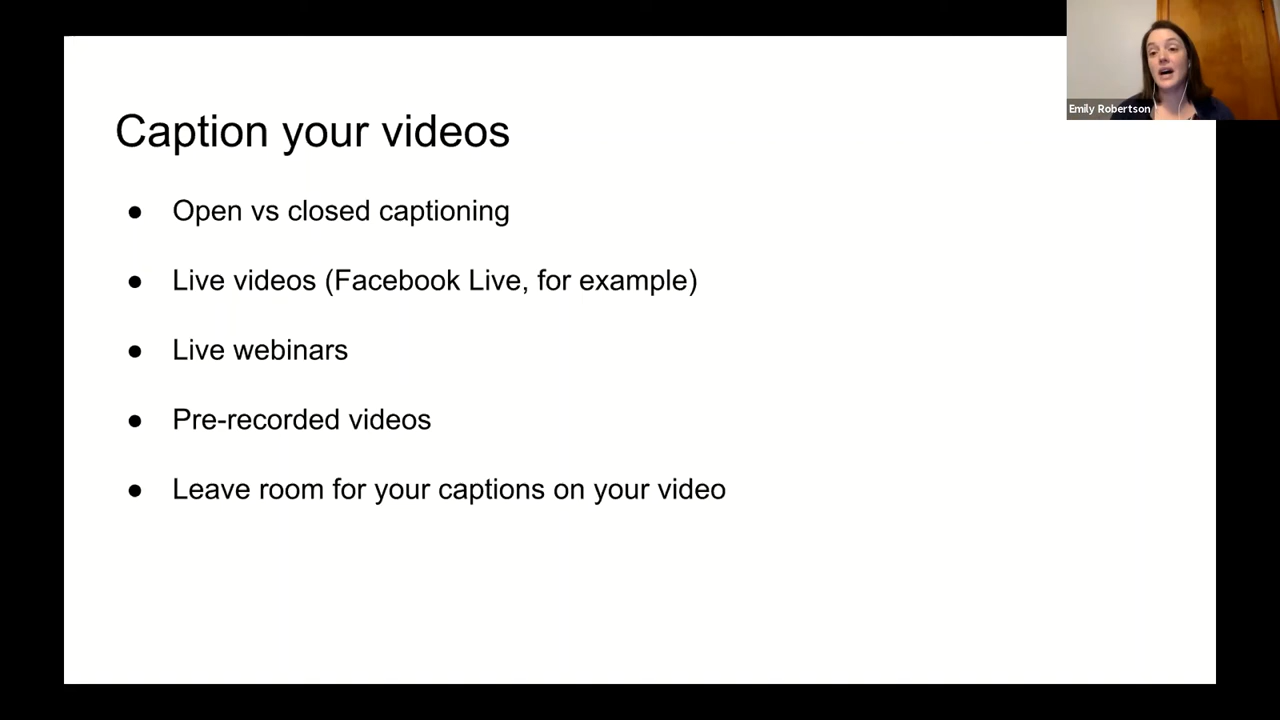 Caption your videos
● Open vs closed captioning
● Live videos (Facebook Live, for example)
● Live webinars
● Pre-recorded videos
● Leave room for your captions on your video
Emily Robertson